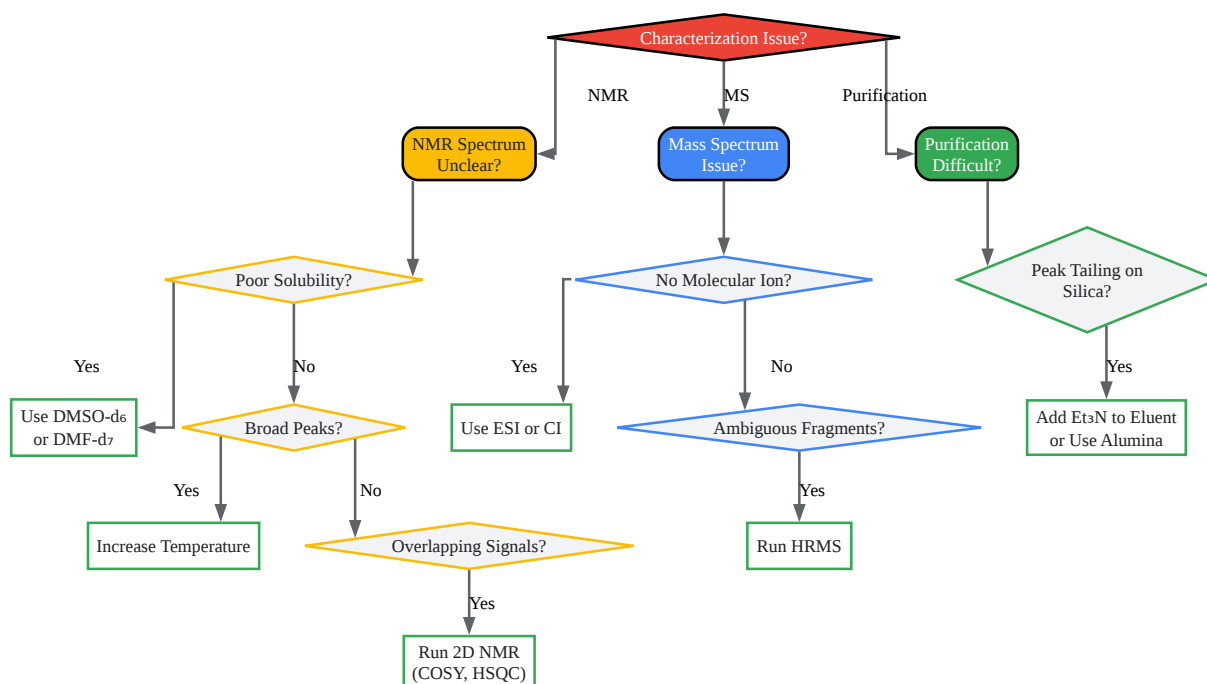 Characterization Issue?
NMR
MS
Purification
NMR Spectrum
Unclear?
Mass Spectrum
Issue?
Purification
Difficult?
Poor Solubility?
No Molecular Ion?
Peak Tailing on
Silica?
Yes
No
Yes
No
Yes
Use DMSO-d₆
or DMF-d₇
Broad Peaks?
Use ESI or CI
Ambiguous Fragments?
Add Et₃N to Eluent
or Use Alumina
Yes
No
Yes
Increase Temperature
Overlapping Signals?
Run HRMS
Yes
Run 2D NMR
(COSY, HSQC)